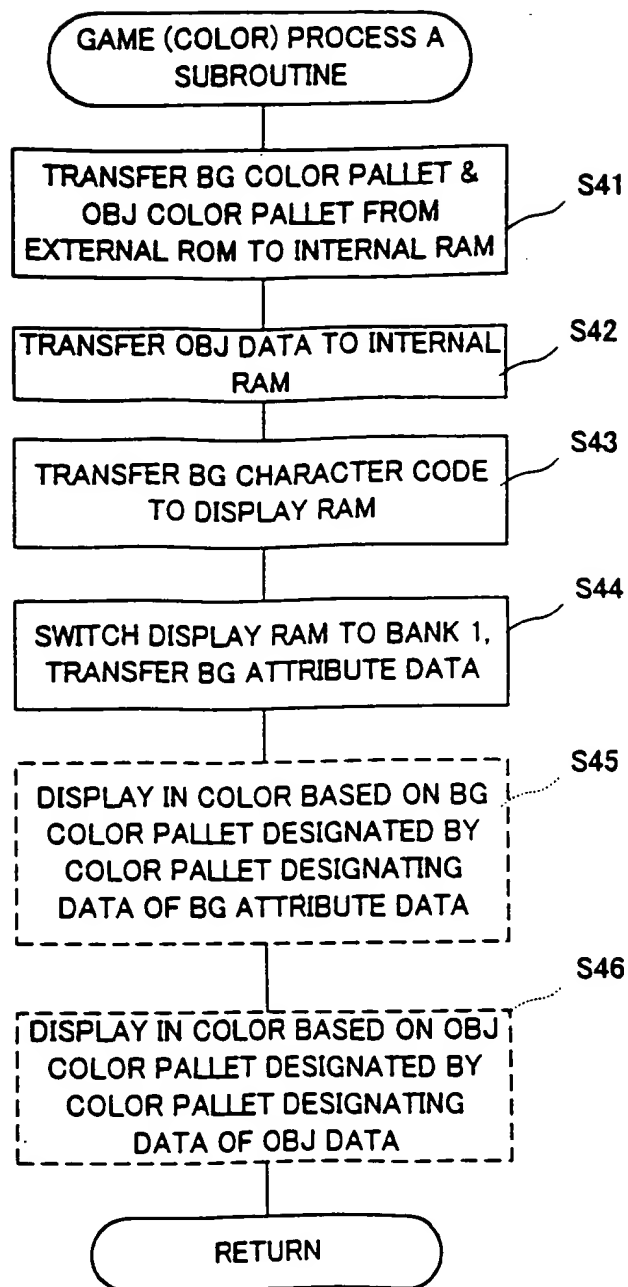 GAME (COLOR) PROCESS A
SUBROUTINE
TRANSFER BG COLOR PALLET &
OBJ COLOR PALLET FROM
EXTERNAL ROM TO INTERNAL RAM
S41
TRANSFER OBJ DATA TO INTERNAL
RAM
S42
TRANSFER BG CHARACTER CODE
TO DISPLAY RAM
S43
SWITCH DISPLAY RAM TO BANK 1,
TRANSFER BG ATTRIBUTE DATA
S44
DISPLAY IN COLOR BASED ON BG
COLOR PALLET DESIGNATED BY
COLOR PALLET DESIGNATING
DATA OF BG ATTRIBUTE DATA
S45
DISPLAY IN COLOR BASED ON OBJ
COLOR PALLET DESIGNATED BY
COLOR PALLET DESIGNATING
DATA OF OBJ DATA
S46
RETURN